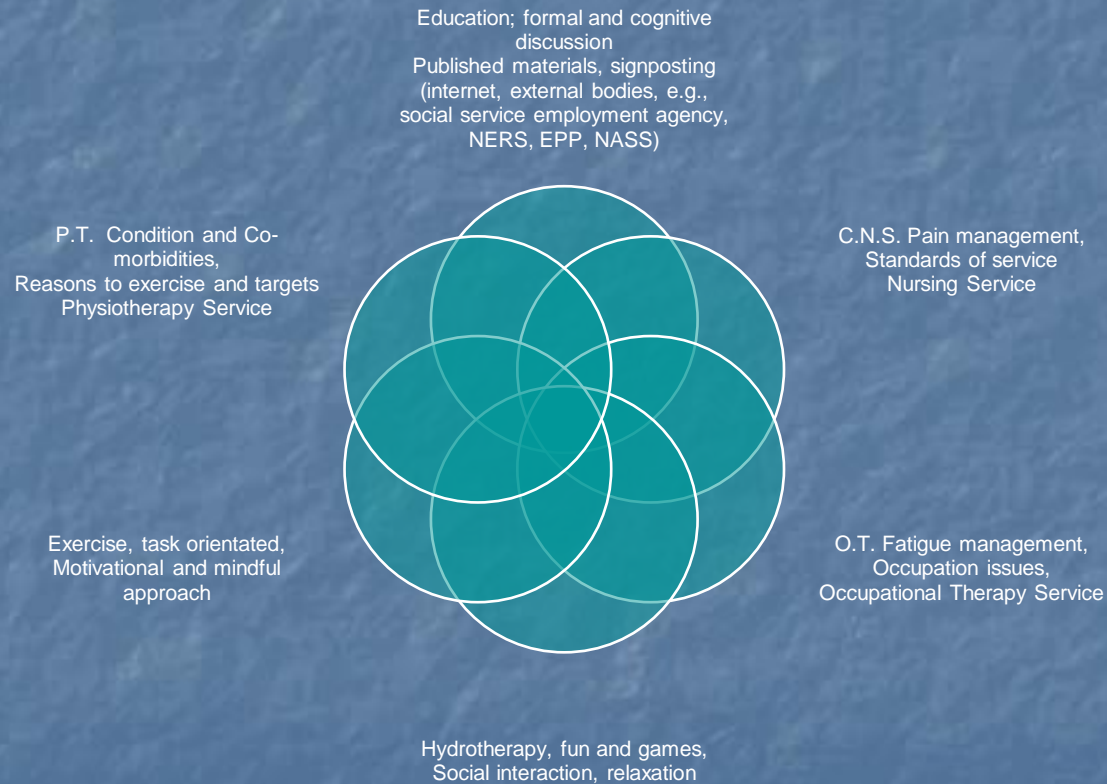 Education; formal and cognitive
discussion
Published materials, signposting
(internet, external bodies, e.g.,
social service employment agency,
NERS, EPP, NASS)
P.T. Condition and Co-
morbidities,
Reasons to exercise and targets
Physiotherapy Service
C.N.S. Pain management,
Standards of service
Nursing Service
Exercise, task orientated,
Motivational and mindful
approach
O.T. Fatigue management,
Occupation issues,
Occupational Therapy Service
Hydrotherapy, fun and games,
Social interaction, relaxation